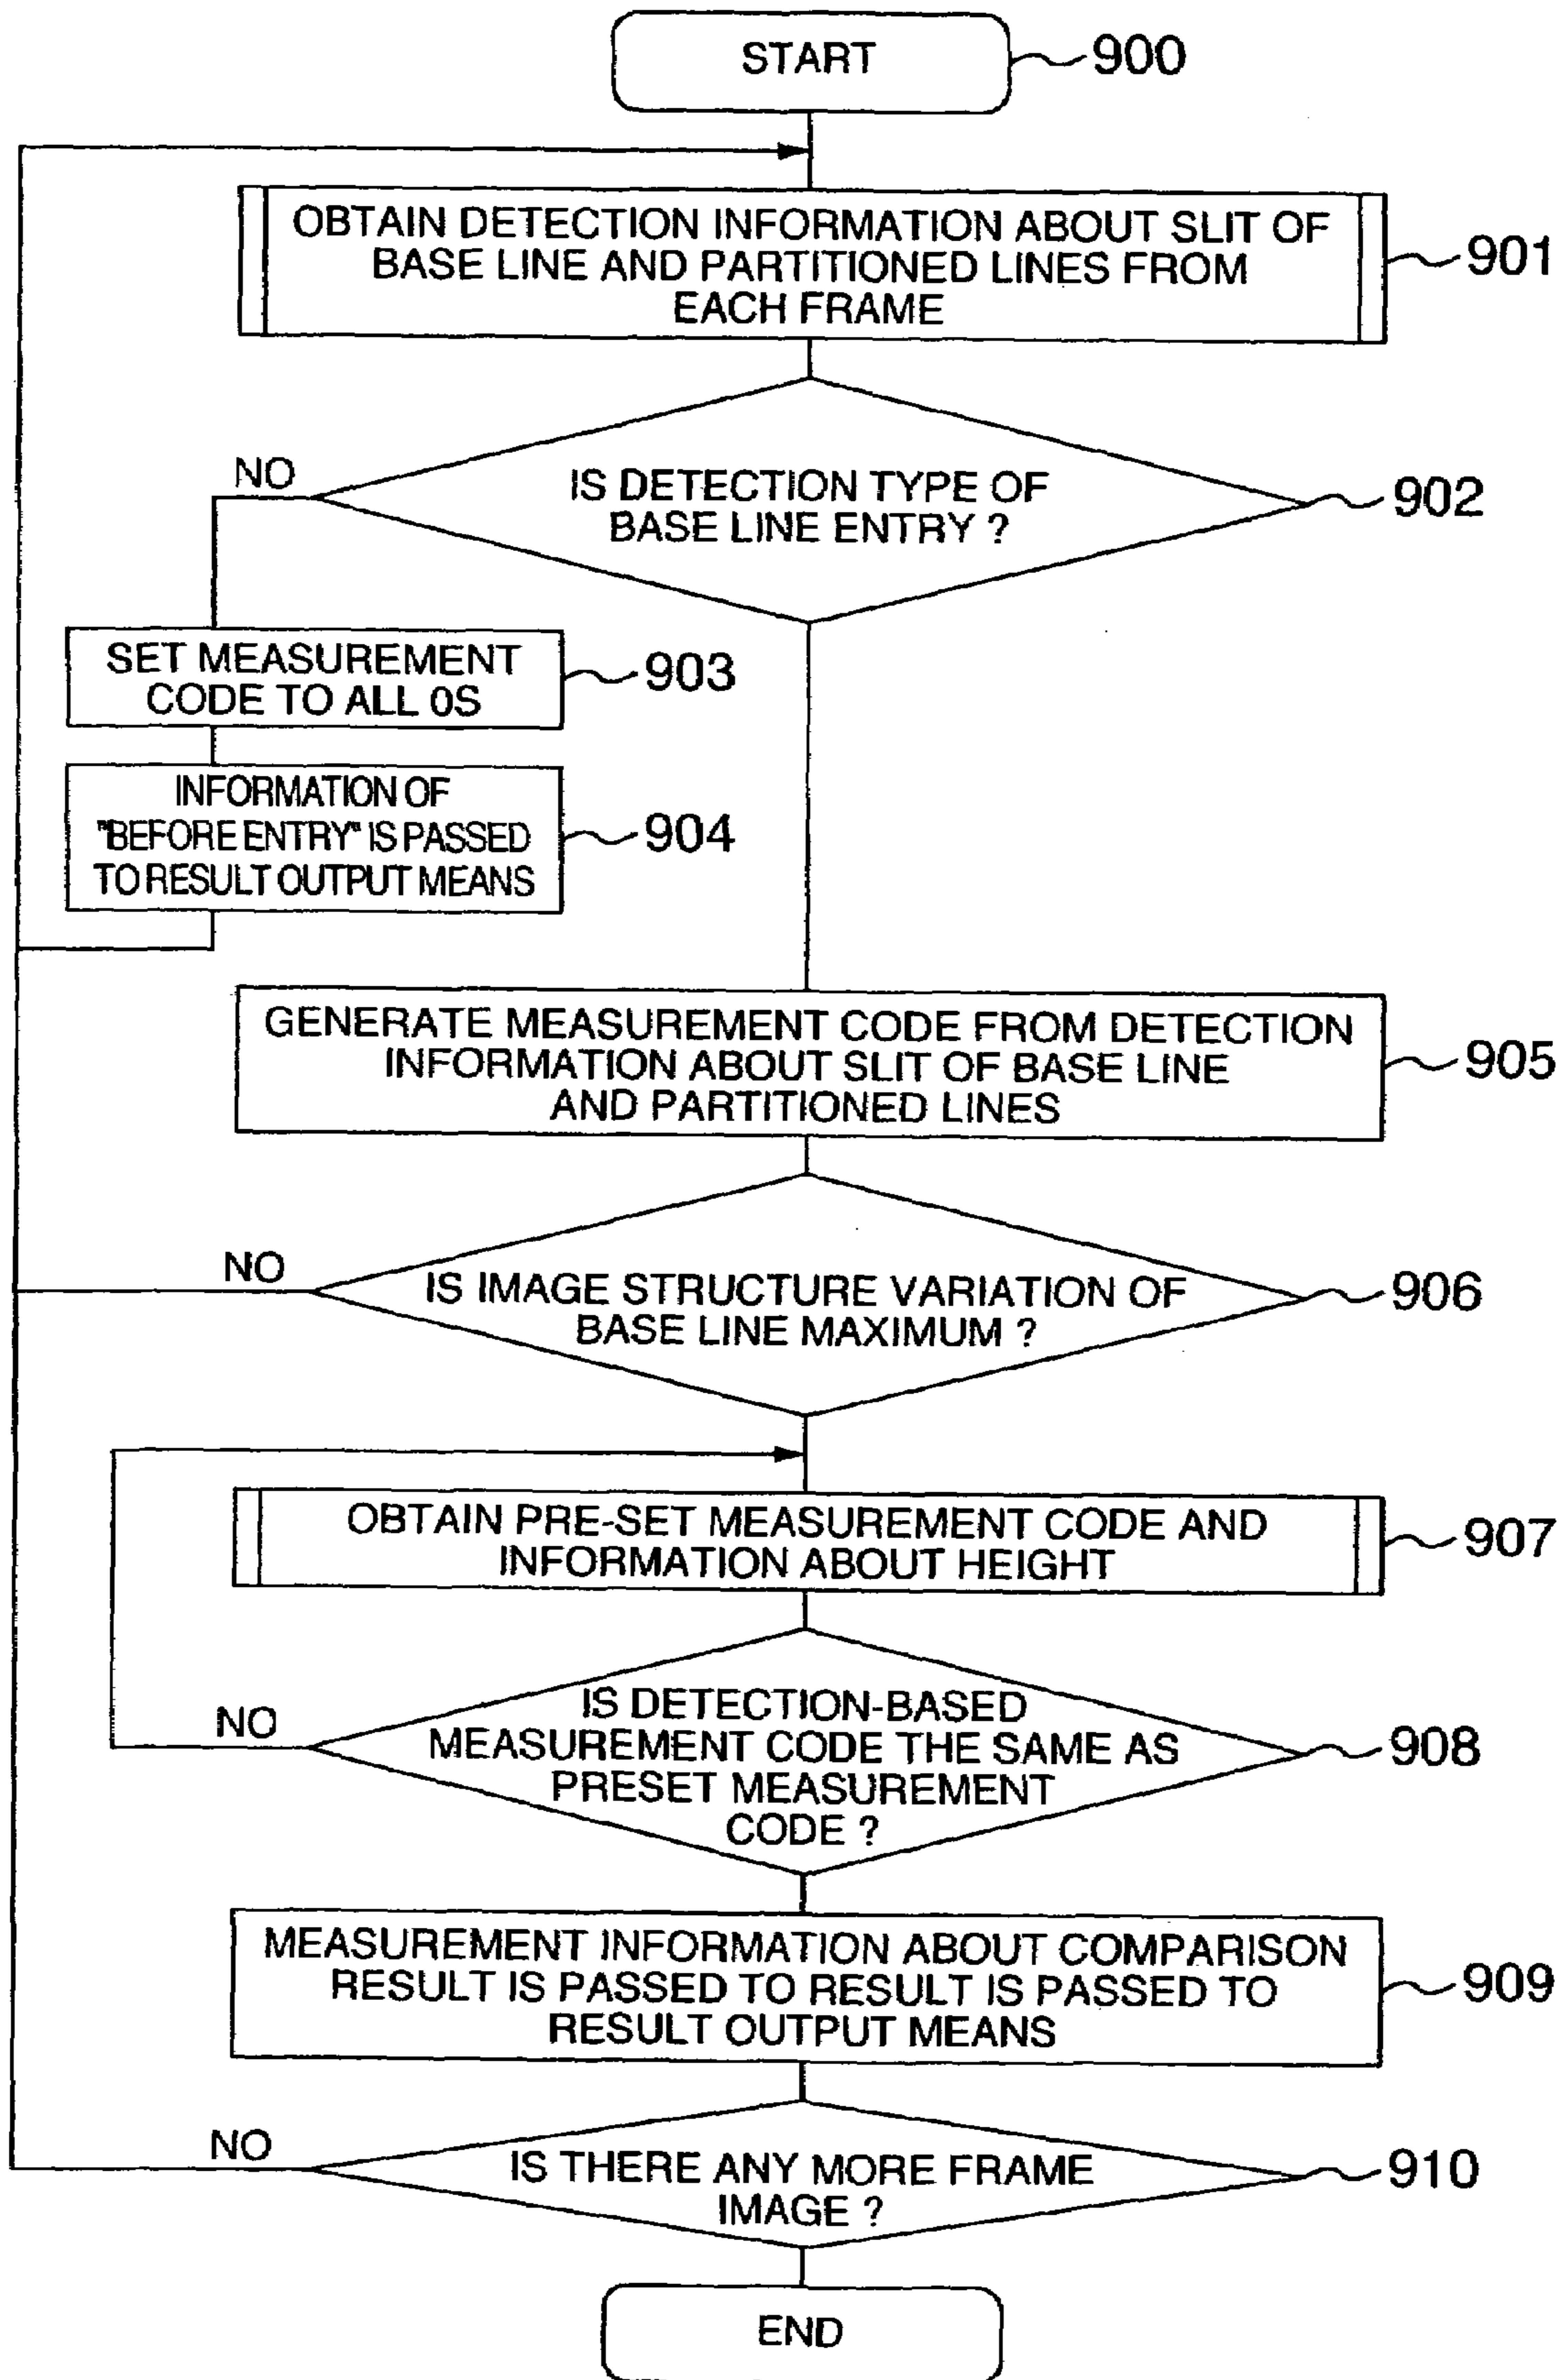 START
900
OBTAIN DETECTION INFORMATION ABOUT SLIT OF
BASE LINE AND PARTITIONED LINES FROM
EACH FRAME
901
NO
IS DETECTION TYPE OF
BASE LINE ENTRY ?
902
SET MEASUREMENT
CODE TO ALL 0S
903
INFORMATION OF
"BEFORE ENTRY" IS PASSED
TO RESULT OUTPUT MEANS
904
GENERATE MEASUREMENT CODE FROM DETECTION
INFORMATION ABOUT SLIT OF BASE LINE
AND PARTITIONED LINES
905
NO
IS IMAGE STRUCTURE VARIATION OF
BASE LINE MAXIMUM ?
906
OBTAIN PRE-SET MEASUREMENT CODE AND
INFORMATION ABOUT HEIGHT
907
NO
IS DETECTION-BASED
MEASUREMENT CODE THE SAME AS
PRESET MEASUREMENT
CODE ?
908
MEASUREMENT INFORMATION ABOUT COMPARISON
RESULT IS PASSED TO RESULT IS PASSED TO
RESULT OUTPUT MEANS
909
NO
IS THERE ANY MORE FRAME
IMAGE ?
910
END